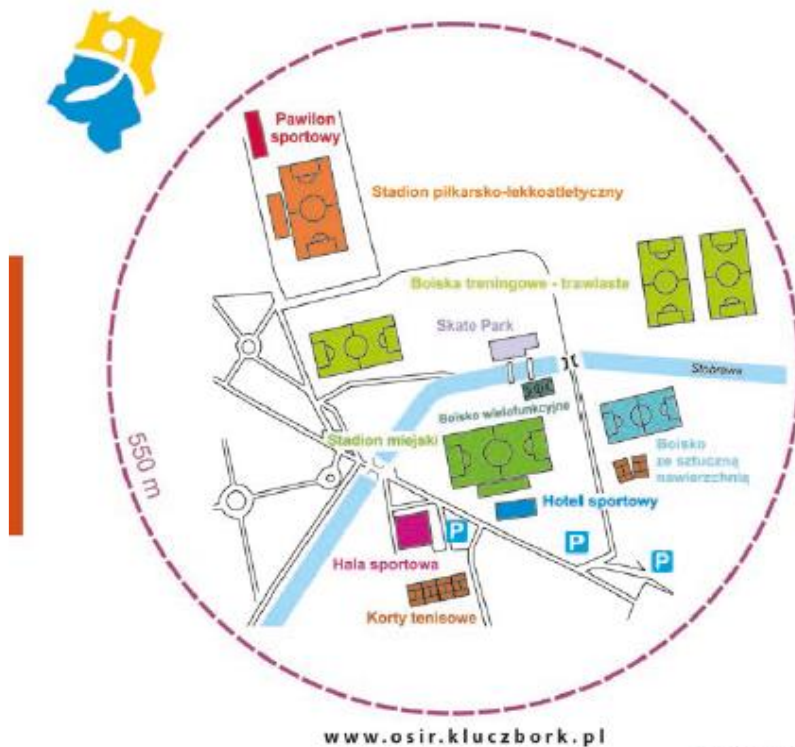 Pawilon
sportowy
Stadion piłkarsko-lekkoatletyczny
Boiska treningowe - trawiaste
Skate Park
Stobrawa
Boisko wielofunkcyjne
Stadion miejski
Boisko
ze sztuczną
nawierzchnią
550 m
Hotel sportowy
P
P
P
Hala sportowa
Korty tenisowe
www.osir.kluczbork.pl